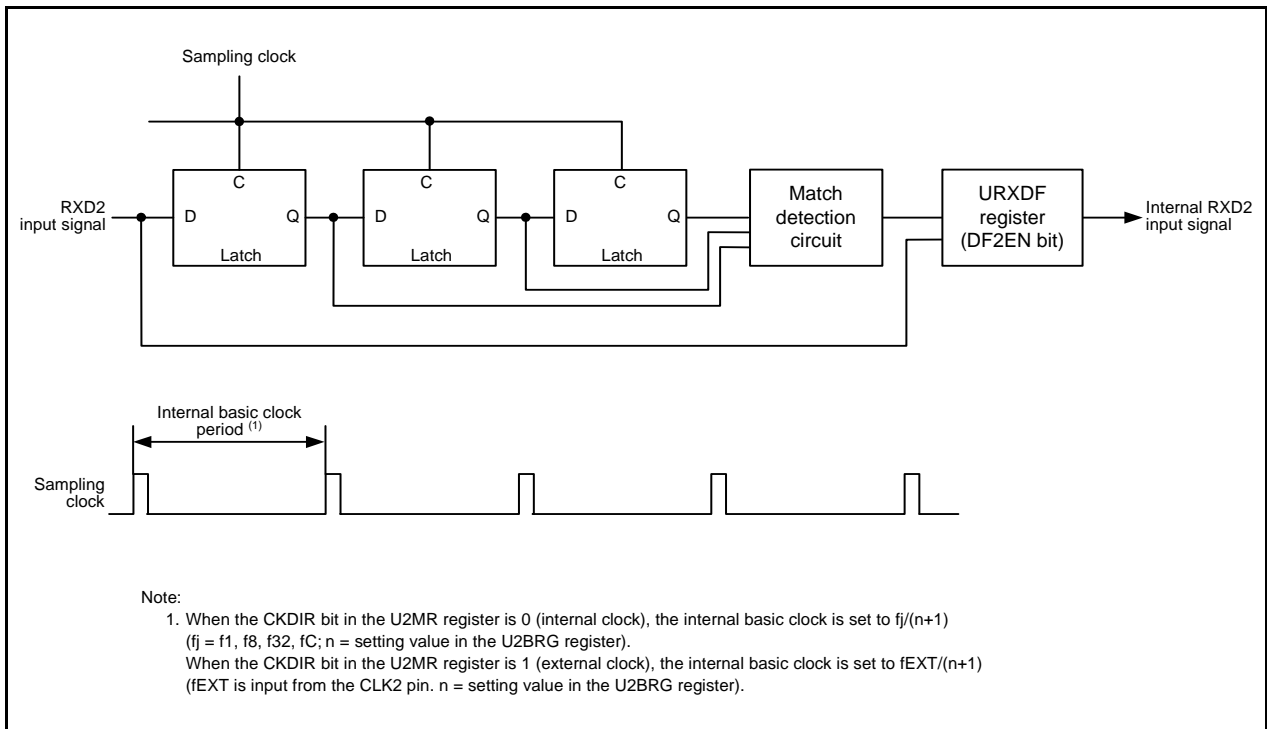 Sampling clock
C
C
C
RXD2
input signal
D
Q
Latch
D
Q
Latch
D
Q
Latch
Match
detection
circuit
URXDF
register
(DF2EN bit)
Internal RXD2
input signal
Internal basic clock
period (1)
Sampling
clock
Note:
1. When the CKDIR bit in the U2MR register is 0 (internal clock), the internal basic clock is set to fj/(n+1)
(fj = f1, f8, f32, fC; n = setting value in the U2BRG register).
When the CKDIR bit in the U2MR register is 1 (external clock), the internal basic clock is set to fEXT/(n+1)
(fEXT is input from the CLK2 pin. n = setting value in the U2BRG register).